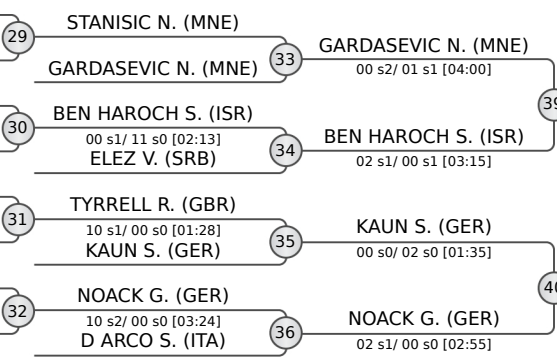 29
STANISIC N. (MNE)
GARDASEVIC N. (MNE)
33
GARDASEVIC N. (MNE)
00 s2/ 01 s1 [04:00]
39
30
BEN HAROCH S. (ISR)
00 s1/ 11 s0 [02:13]
ELEZ V. (SRB)
34
BEN HAROCH S. (ISR)
02 s1/ 00 s1 [03:15]
31
TYRRELL R. (GBR)
10 s1/ 00 s0 [01:28]
KAUN S. (GER)
35
KAUN S. (GER)
00 s0/ 02 s0 [01:35]
40
32
NOACK G. (GER)
10 s2/ 00 s0 [03:24]
D ARCO S. (ITA)
36
NOACK G. (GER)
02 s1/ 00 s0 [02:55]